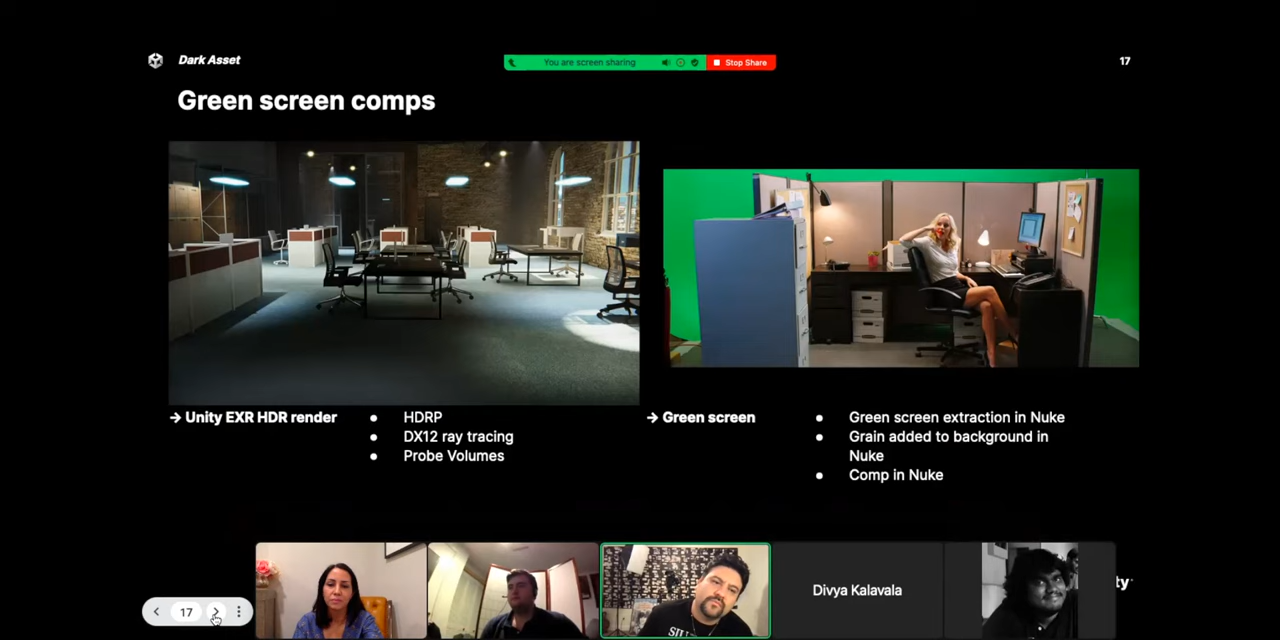 Dark Asset
You are screen sharing
Stop Share
17
Green screen comps
→ Unity EXR HDR render
● HDRP
● DX12 ray tracing
● Probe Volumes
→ Green screen
● Green screen extraction in Nuke
● Grain added to background in
Nuke
● Comp in Nuke
Divya Kalavala
17